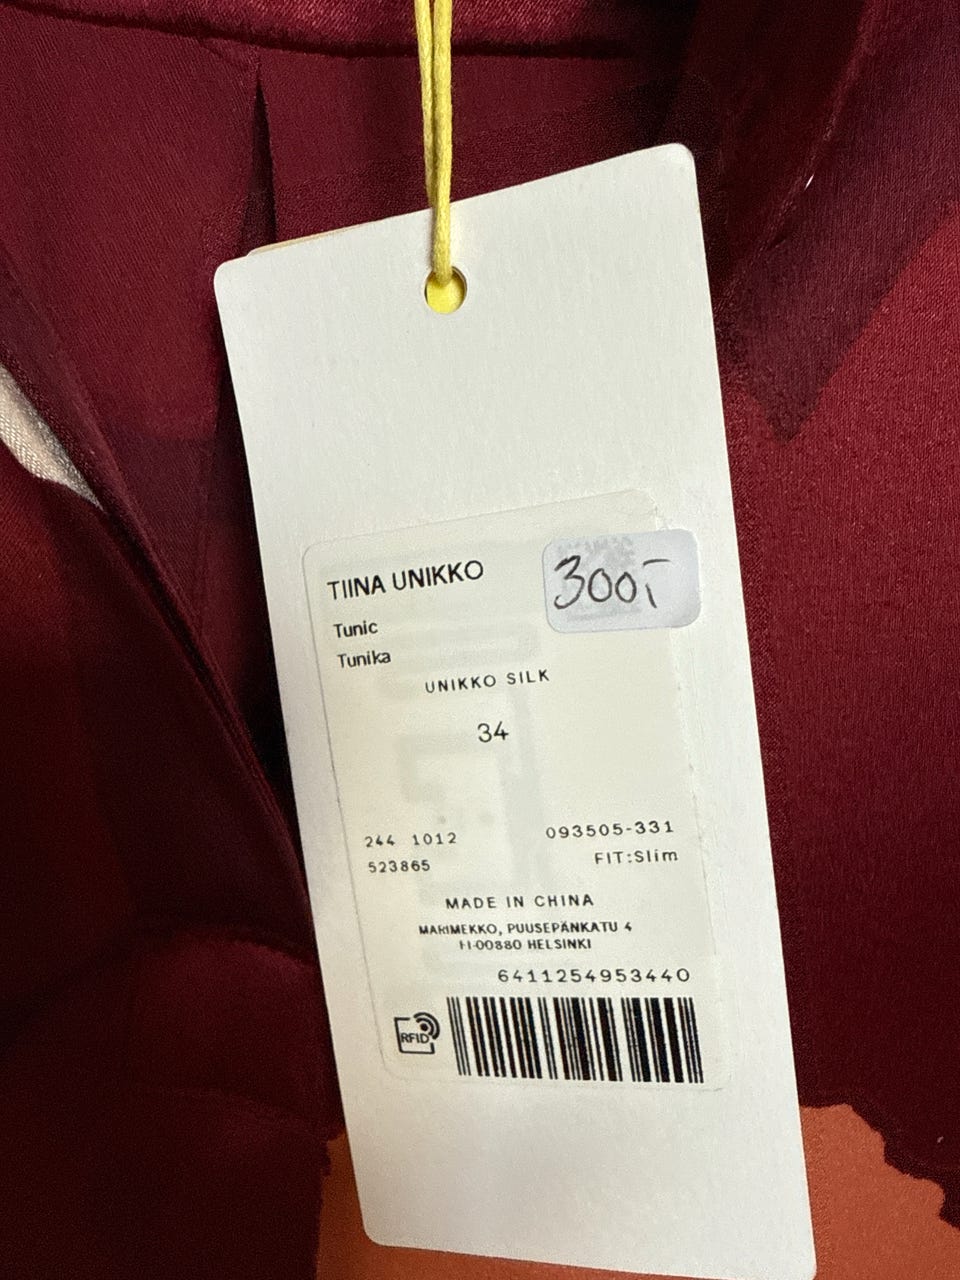 TIINA UNIKKO
300,-
Tunic
Tunika
UNIKKO SILK
34
244 1012
093505-331
523865
FIT:Slim
MADE IN CHINA
MARIMEKKO, PUUSEPÄNKATU 4
FI-00880 HELSINKI
6411254953440
RFID